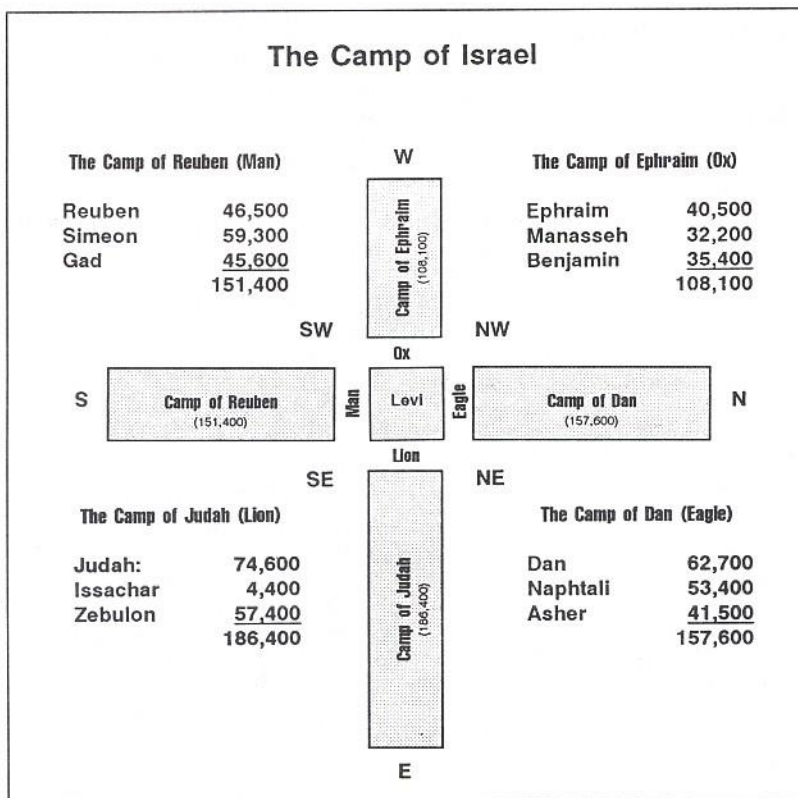 The Camp of Israel
The Camp of Reuben (Man)
Reuben 46,500
Simeon 59,300
Gad 45,600
151,400
W
The Camp of Ephraim (Ox)
Ephraim 40,500
Manasseh 32,200
Benjamin 35,400
108,100
Camp of Ephraim
(108,100)
SW
NW
Ox
S
Camp of Reuben
(151,400)
Man
Levi
Eagle
Camp of Dan
(157,600)
N
Lion
SE
NE
The Camp of Judah (Lion)
Judah: 74,600
Issachar 4,400
Zebulon 57,400
186,400
Camp of Judah
(186,400)
The Camp of Dan (Eagle)
Dan 62,700
Naphtali 53,400
Asher 41,500
157,600
E